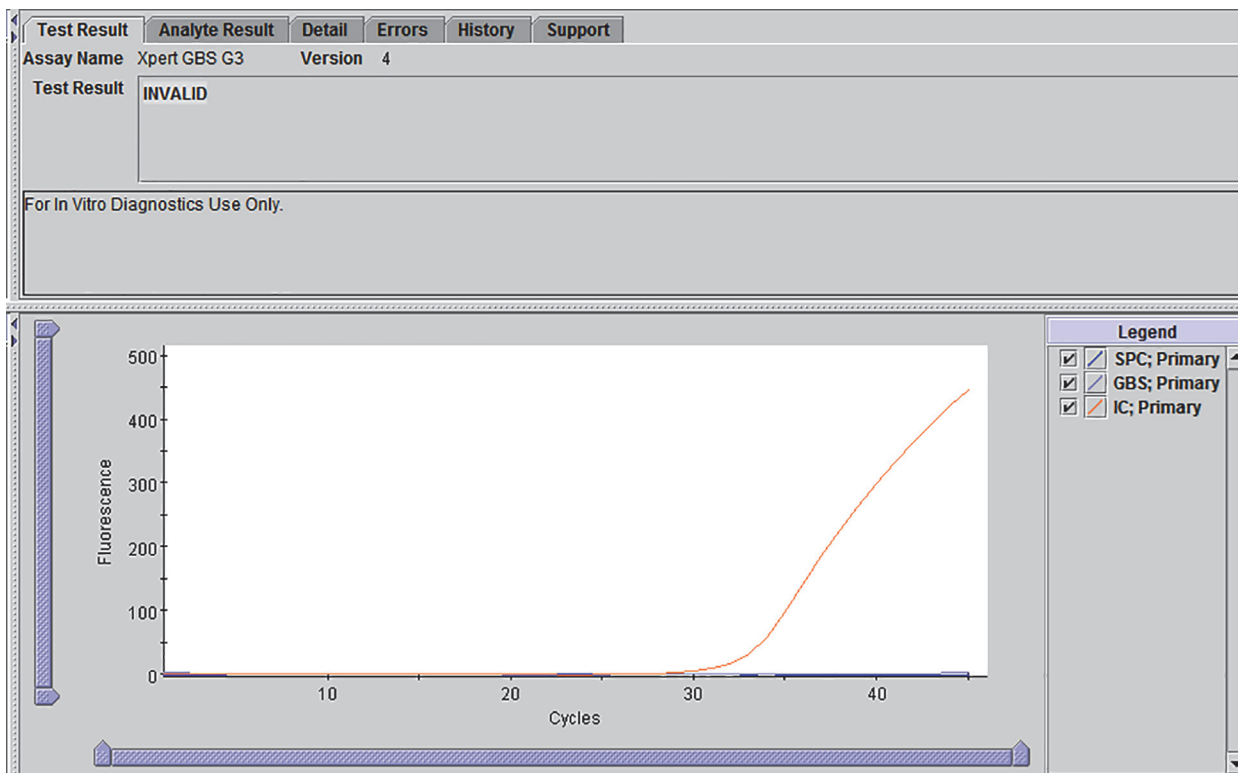 Test Result Analyte Result Detail Errors History Support
Assay Name Xpert GBS G3 Version 4
Test Result INVALID
For In Vitro Diagnostics Use Only.
Legend
SPC; Primary
GBS; Primary
IC; Primary
500
400
300
200
100
0
Fluorescence
10 20 30 40
Cycles